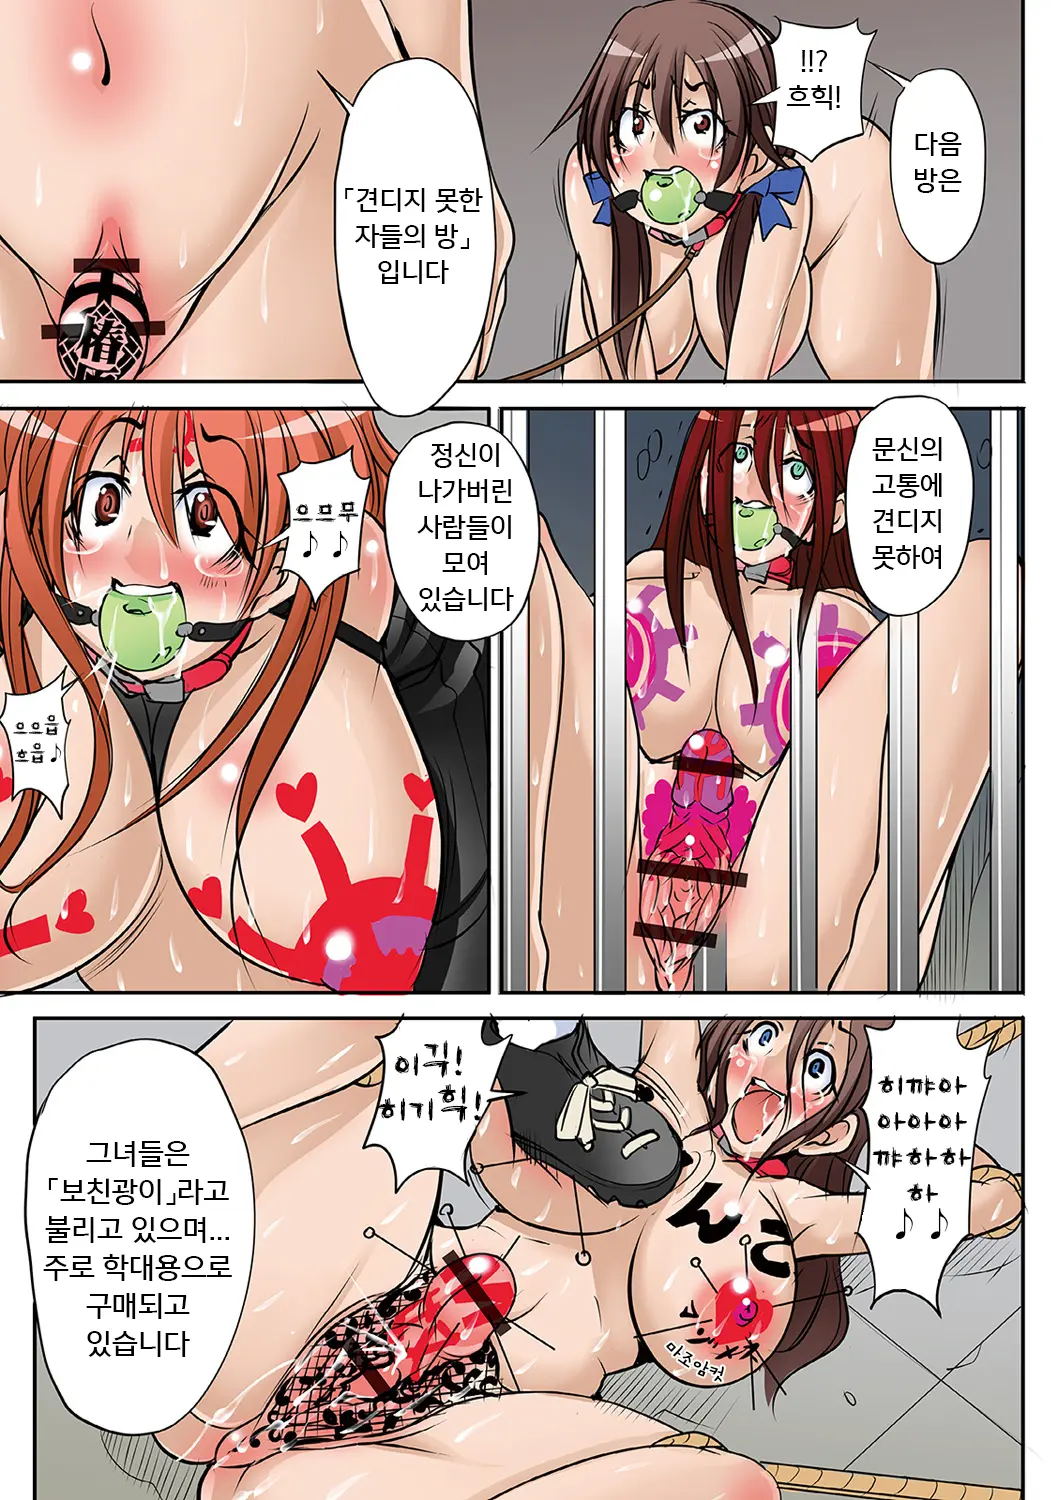 !!?
흐힉!
다음
방은
「견디지 못한
자들의 방」
입니다
문신의
고통에
견디지
못하여
정신이
나가버린
사람들이
모여
있습니다
으므무
♪ ♪
으으읍
흐읍♪
이긱!
히기힉!
히꺄아
아아아
꺄하하
하
♪ ♪
그녀들은
「보친광이」라고
불리고 있으며...
주로 학대용으로
구매되고
있습니다
마조암컷